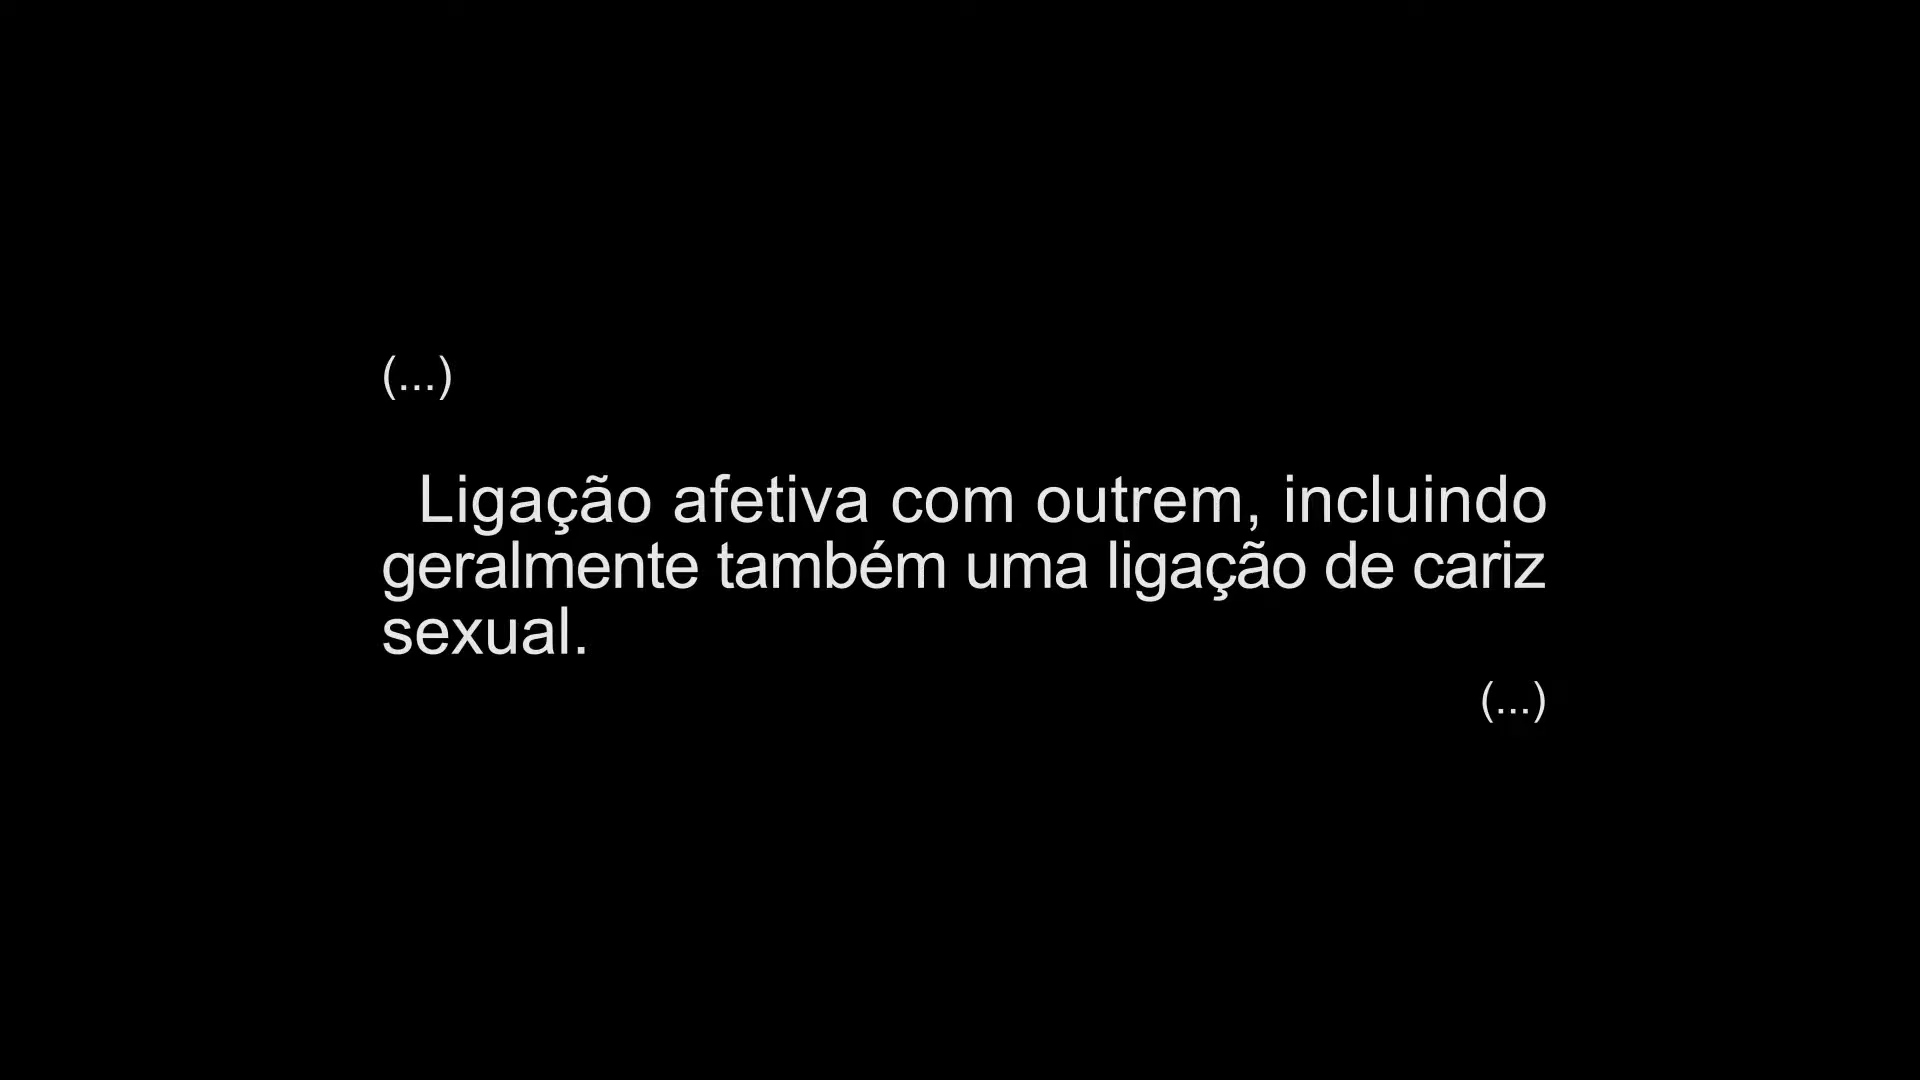 (...)
Ligação afetiva com outrem, incluindo
geralmente também uma ligação de cariz
sexual.
(...)